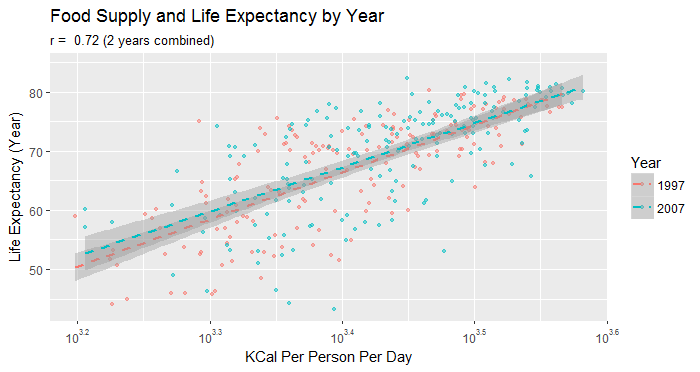 Food Supply and Life Expectancy by Year
r = 0.72 (2 years combined)
Life Expectancy (Year)
80
70
60
50
10^3.2 10^3.3 10^3.4 10^3.5 10^3.6
KCal Per Person Per Day
Year
1997
2007